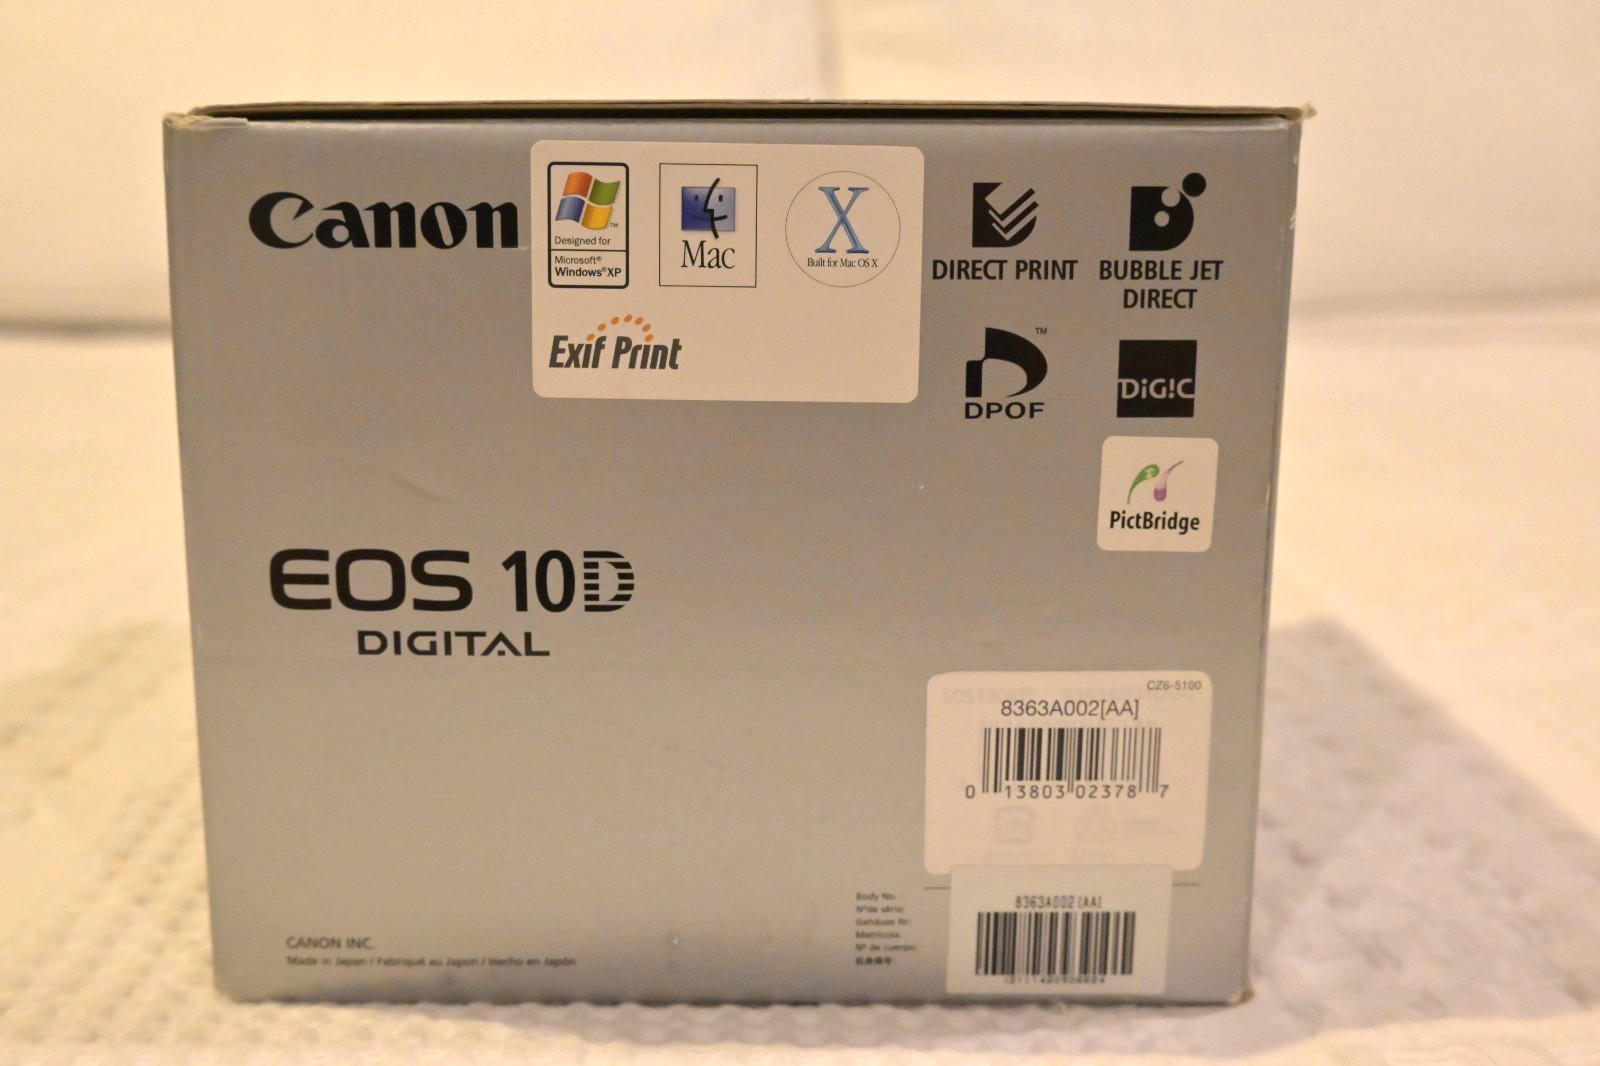 Canon
Designed for
Microsoft®
Windows®XP
Mac
X
Built for Mac OS X
Exif Print
DIRECT PRINT
BUBBLE JET
DIRECT
DPOF™
DiG!C
PictBridge
EOS 10D
DIGITAL
CZ6-5100
8363A002[AA]
0 13803 02378 7
Body No.
N°de série:
Gehäuse Nr:
Matricola:
Nº de cuerpo:
8363A002 [AA]
CANON INC.
Made in Japan / Fabriqué au Japon / Hecho en Japón